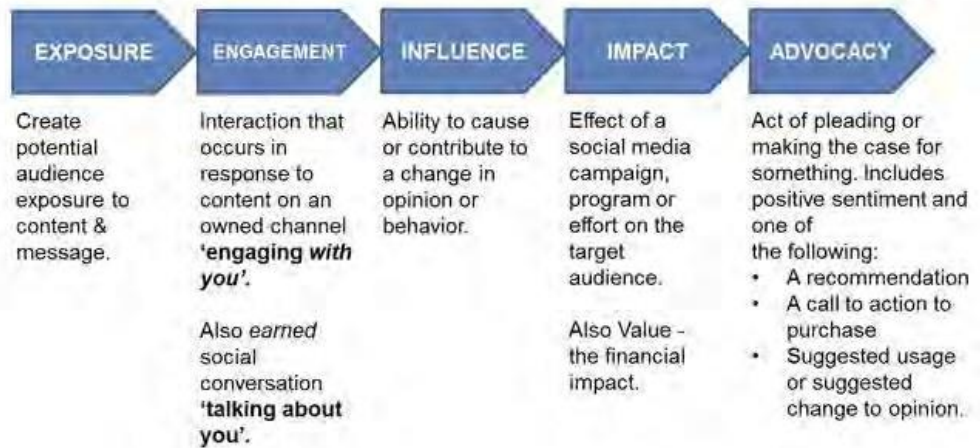 EXPOSURE
ENGAGEMENT
INFLUENCE
IMPACT
ADVOCACY
Create
potential
audience
exposure to
content &
message.
Interaction that
occurs in
response to
content on an
owned channel
‘engaging with
you’.
Also earned
social
conversation
‘talking about
you’.
Ability to cause
or contribute to
a change in
opinion or
behavior.
Effect of a
social media
campaign,
program or
effort on the
target
audience.
Also Value -
the financial
impact.
Act of pleading or
making the case for
something. Includes
positive sentiment and
one of
the following:
• A recommendation
• A call to action to
purchase
• Suggested usage
or suggested
change to opinion.